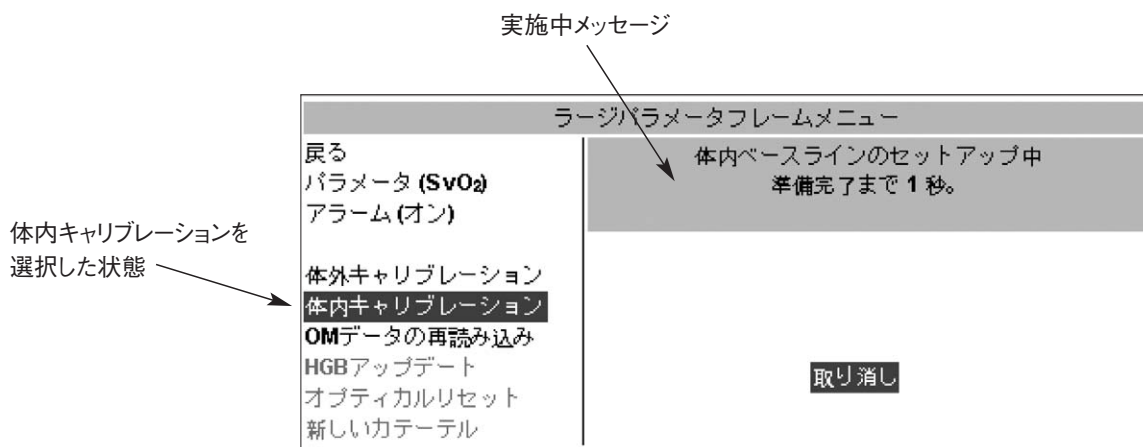 実施中メッセージ
ラージパラメータフレームメニュー
戻る
パラメータ (SvO₂)
アラーム (オン)
体内ベースラインのセットアップ中
準備完了まで 1 秒。
体内キャリブレーションを
選択した状態
体外キャリブレーション
体内キャリブレーション
OMデータの再読み込み
HGBアップデート
オプティカルリセット
新しいカテーテル
取り消し